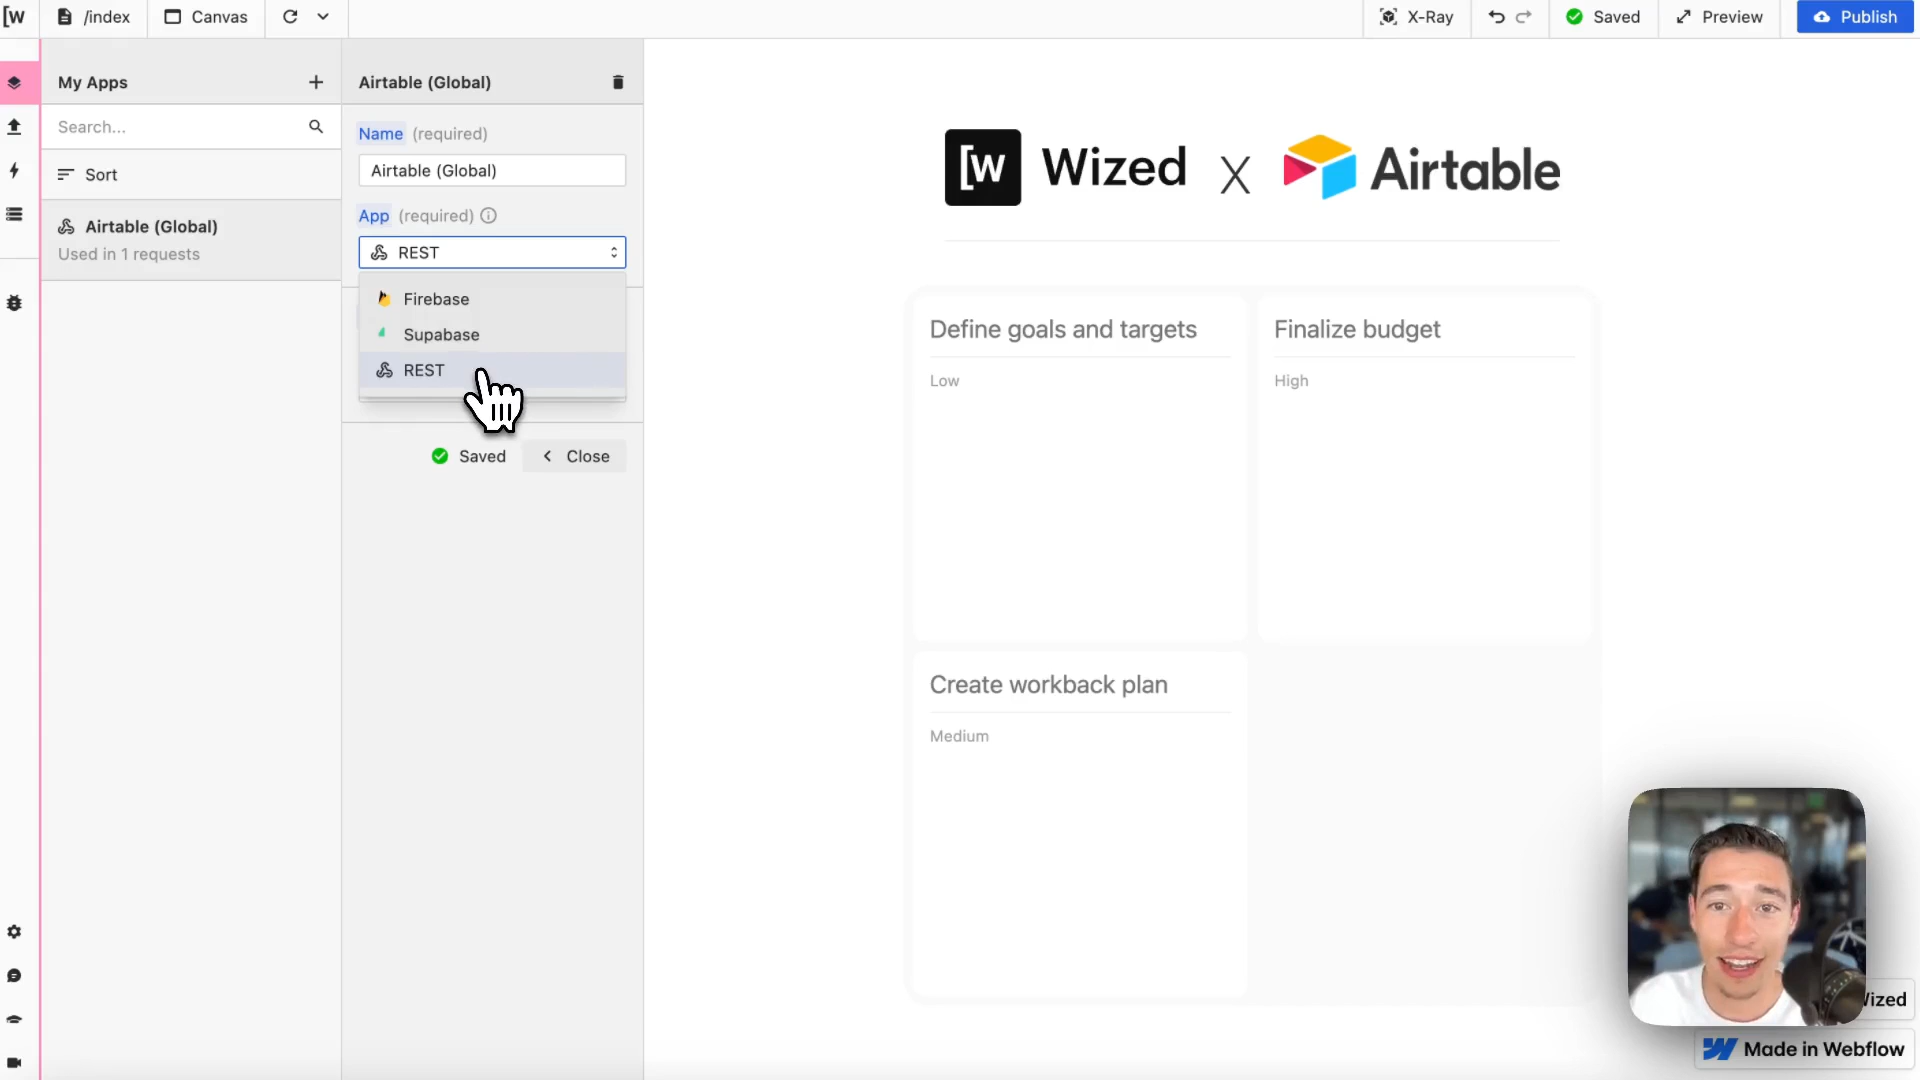 [W
/index
Canvas
X-Ray
Saved
Preview
Publish
My Apps
Search...
Sort
Airtable (Global)
Used in 1 requests
Airtable (Global)
Name (required)
Airtable (Global)
App (required)
REST
Firebase
Supabase
REST
Saved
Close
[W Wized X Airtable
Define goals and targets
Low
Finalize budget
High
Create workback plan
Medium
Made in Webflow